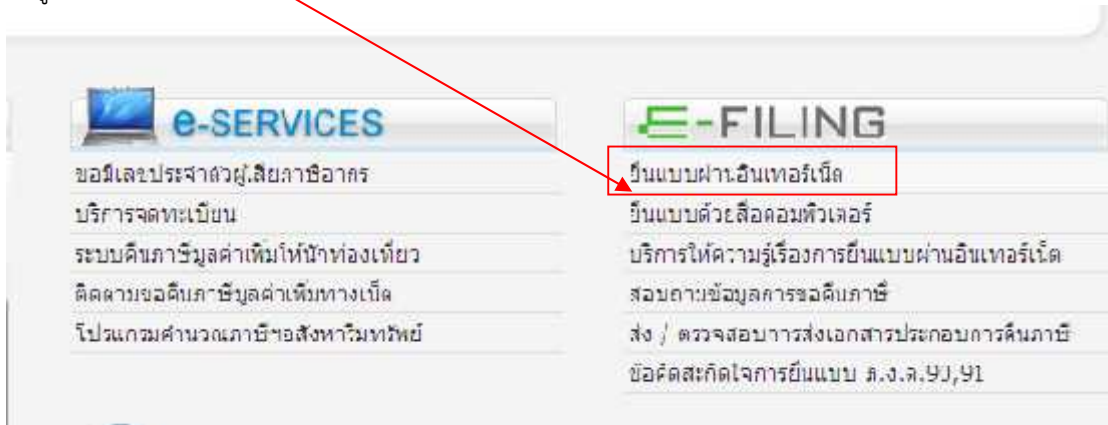 e-SERVICES
ขอมีเลขประจำตัวผู้เสียภาษีอากร
บริการจดทะเบียน
ระบบคืนภาษีมูลค่าเพิ่มให้นักท่องเที่ยว
ติดตามขอคืนภาษีมูลค่าเพิ่มทางเน็ต
โปรแกรมคำนวณภาษีฯอสังหาริมทรัพย์
E-FILING
ยื่นแบบผ่านอินเทอร์เน็ต
ยื่นแบบด้วยสื่อคอมพิวเตอร์
บริการให้ความรู้เรื่องการยื่นแบบผ่านอินเทอร์เน็ต
สอบถามข้อมูลการขอคืนภาษี
ส่ง / ตรวจสอบการส่งเอกสารประกอบการคืนภาษี
ข้อคิดสะกิดใจการยื่นแบบ ภ.ง.ด.90,91